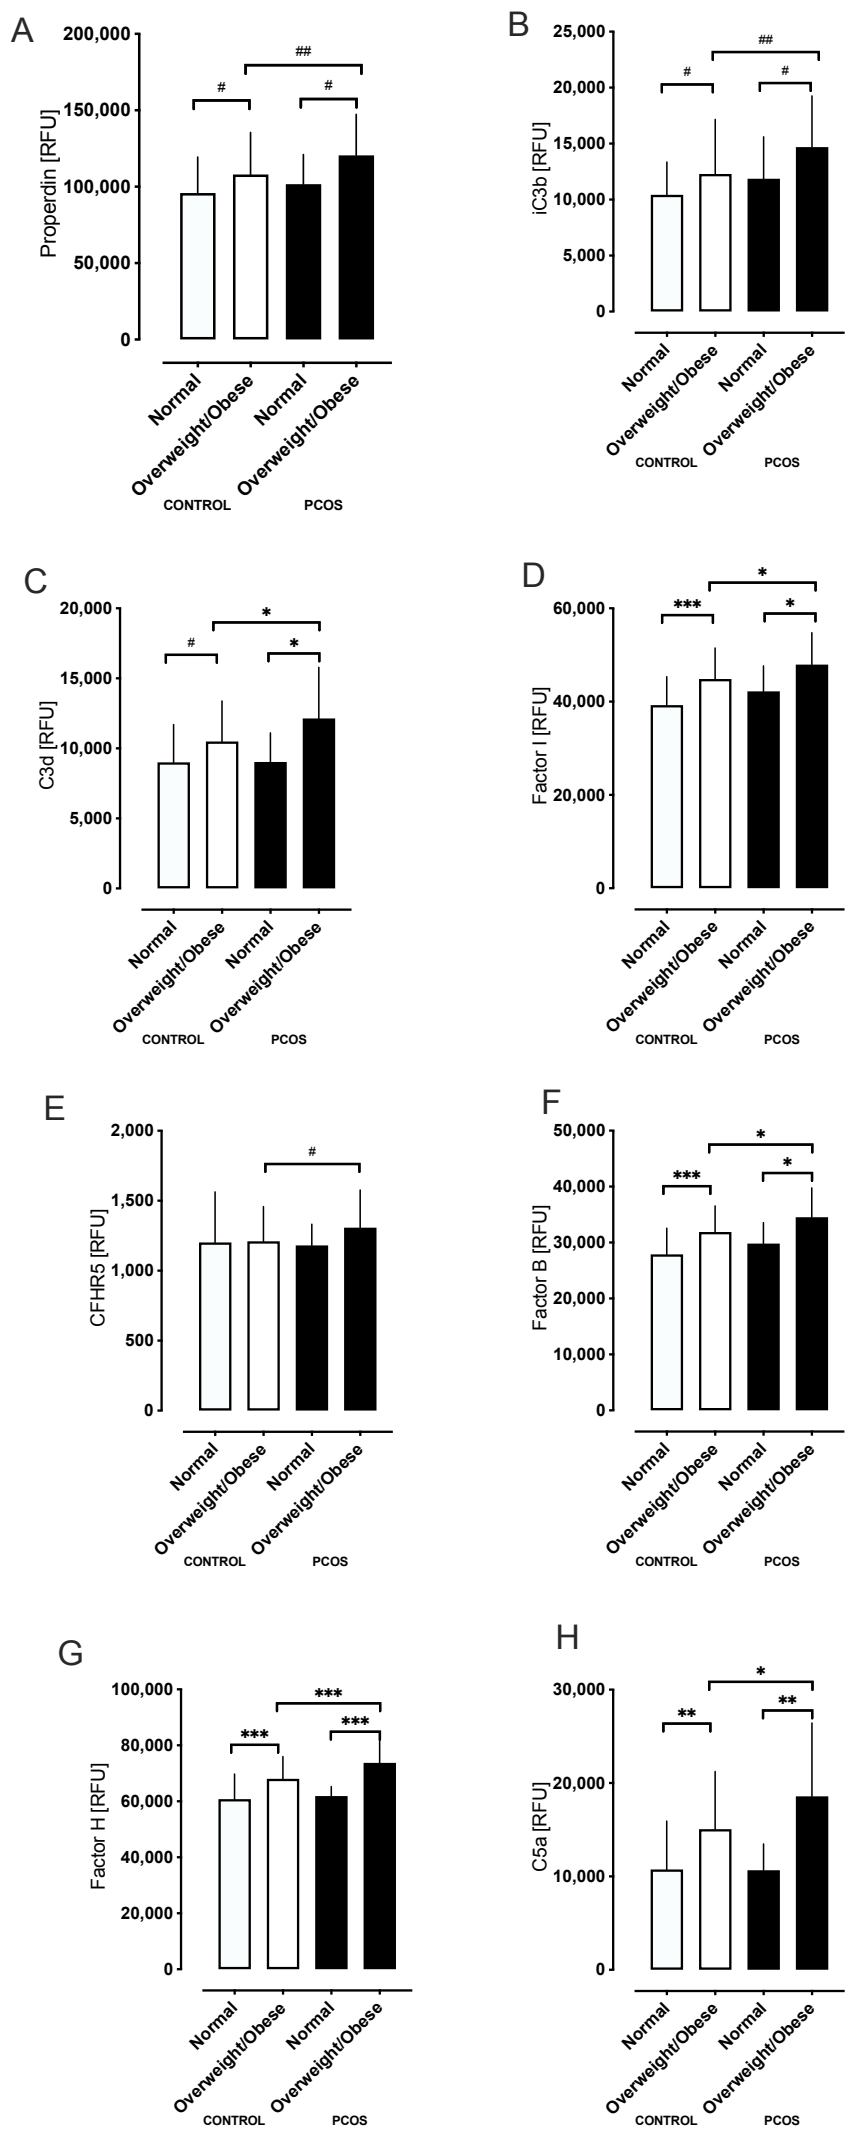 A
Properdin [RFU]
200,000
150,000
100,000
50,000
0
##
#
#
Normal
Overweight/Obese
Normal
Overweight/Obese
CONTROL
PCOS
B
iC3b [RFU]
25,000
20,000
15,000
10,000
5,000
0
##
#
#
Normal
Overweight/Obese
Normal
Overweight/Obese
CONTROL
PCOS
C
C3d [RFU]
20,000
15,000
10,000
5,000
0
*
#
*
Normal
Overweight/Obese
Normal
Overweight/Obese
CONTROL
PCOS
D
Factor I [RFU]
60,000
40,000
20,000
0
*
***
*
Normal
Overweight/Obese
Normal
Overweight/Obese
CONTROL
PCOS
E
CFHR5 [RFU]
2,000
1,500
1,000
500
0
#
Normal
Overweight/Obese
Normal
Overweight/Obese
CONTROL
PCOS
F
Factor B [RFU]
50,000
40,000
30,000
20,000
10,000
0
*
***
*
Normal
Overweight/Obese
Normal
Overweight/Obese
CONTROL
PCOS
G
Factor H [RFU]
100,000
80,000
60,000
40,000
20,000
0
***
***
***
Normal
Overweight/Obese
Normal
Overweight/Obese
CONTROL
PCOS
H
C5a [RFU]
30,000
20,000
10,000
0
*
**
**
Normal
Overweight/Obese
Normal
Overweight/Obese
CONTROL
PCOS